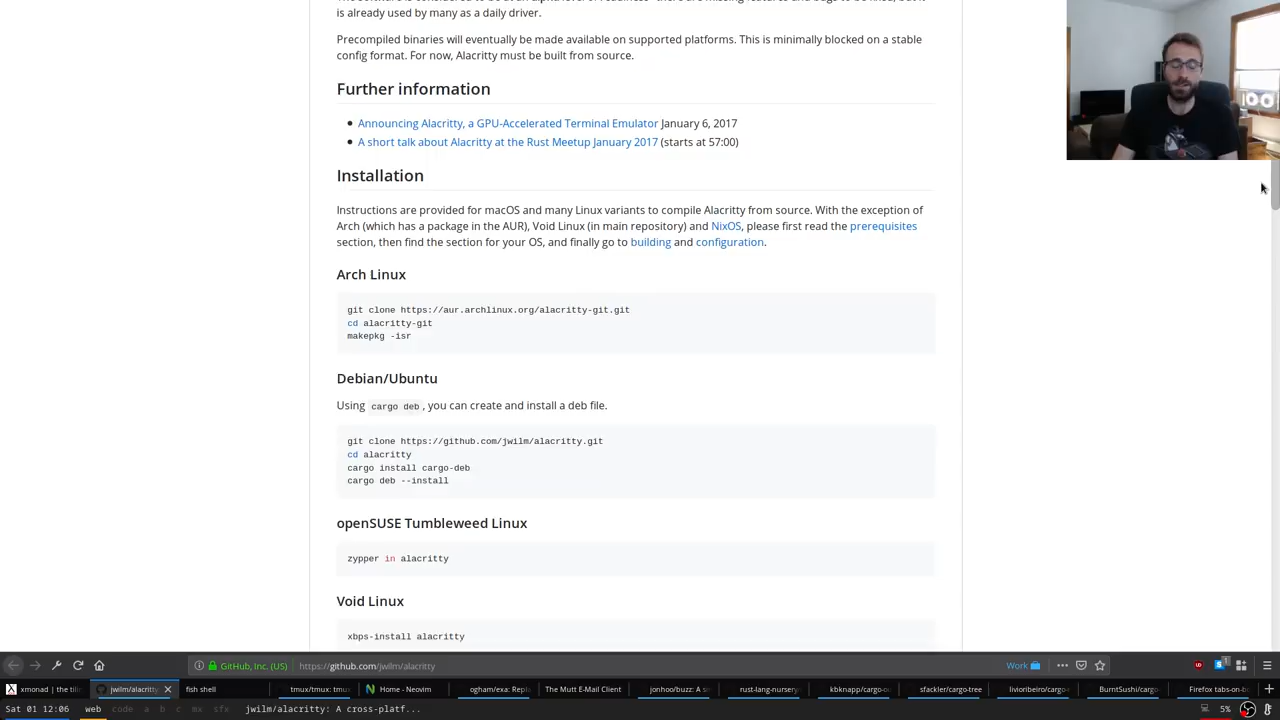 is already used by many as a daily driver.
Precompiled binaries will eventually be made available on supported platforms. This is minimally blocked on a stable
config format. For now, Alacritty must be built from source.
Further information
Announcing Alacritty, a GPU-Accelerated Terminal Emulator January 6, 2017
A short talk about Alacritty at the Rust Meetup January 2017 (starts at 57:00)
Installation
Instructions are provided for macOS and many Linux variants to compile Alacritty from source. With the exception of
Arch (which has a package in the AUR), Void Linux (in main repository) and NixOS, please first read the prerequisites
section, then find the section for your OS, and finally go to building and configuration.
Arch Linux
git clone https://aur.archlinux.org/alacritty-git.git
cd alacritty-git
makepkg -isr
Debian/Ubuntu
Using cargo deb, you can create and install a deb file.
git clone https://github.com/jwilm/alacritty.git
cd alacritty
cargo install cargo-deb
cargo deb --install
openSUSE Tumbleweed Linux
zypper in alacritty
Void Linux
xbps-install alacritty
GitHub, Inc. (US) https://github.com/jwilm/alacritty Work
xmonad | the tilin jwilm/alacritty fish shell tmux/tmux: tmux Home - Neovim ogham/exa: Repla The Mutt E-Mail Client jonhoo/buzz: A s rust-lang-nursery kbknapp/cargo-o sfackler/cargo-tree livioribeiro/cargo- BurntSushi/cargo Firefox tabs-on-b
Sat 01 12:06 web code a b c mx sfx jwilm/alacritty: A cross-platf... 5%